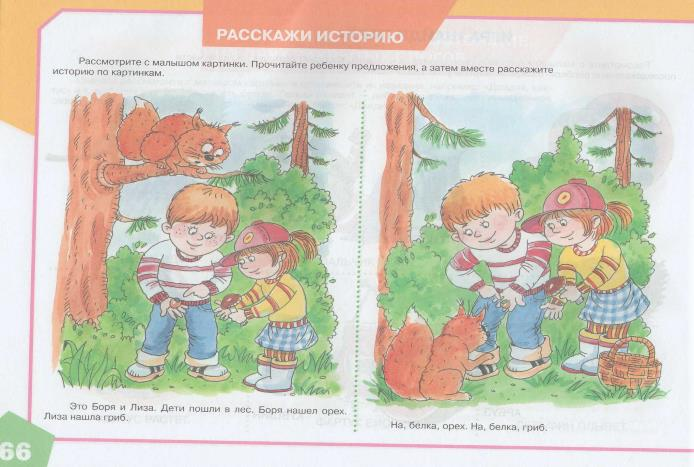 РАССКАЖИ ИСТОРИЮ
Рассмотрите с малышом картинки. Прочитайте ребенку предложения, а затем вместе расскажите
историю по картинкам.
Это Боря и Лиза. Дети пошли в лес. Боря нашел орех.
Лиза нашла гриб.
На, белка, орех. На, белка, гриб.
66